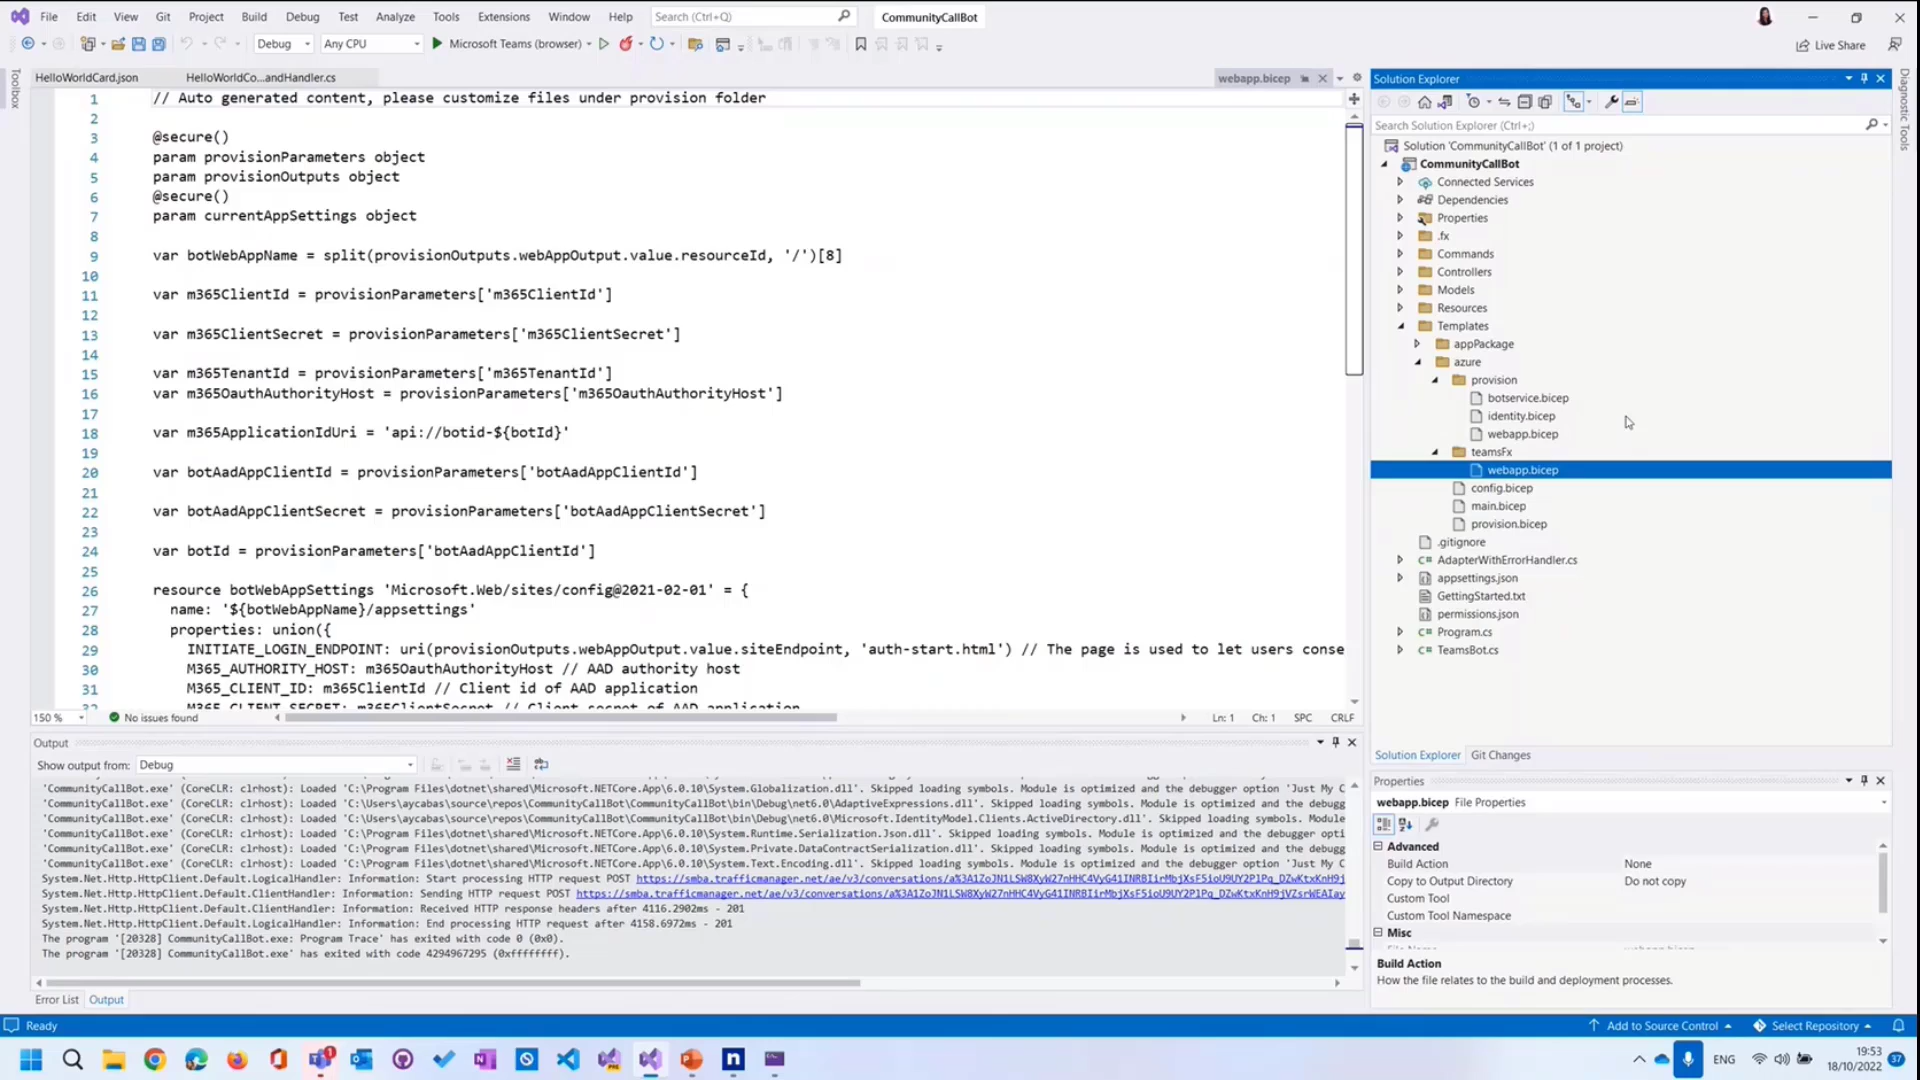 File Edit View Git Project Build Debug Test Analyze Tools Extensions Window Help Search (Ctrl+Q) CommunityCallBot
Debug Any CPU Microsoft Teams (browser) Live Share
Toolbox
HelloWorldCard.json HelloWorldCo...andHandler.cs webapp.bicep
1 // Auto generated content, please customize files under provision folder
2
3 @secure()
4 param provisionParameters object
5 param provisionOutputs object
6 @secure()
7 param currentAppSettings object
8
9 var botWebAppName = split(provisionOutputs.webAppOutput.value.resourceId, '/')[8]
10
11 var m365ClientId = provisionParameters['m365ClientId']
12
13 var m365ClientSecret = provisionParameters['m365ClientSecret']
14
15 var m365TenantId = provisionParameters['m365TenantId']
16 var m365OauthAuthorityHost = provisionParameters['m365OauthAuthorityHost']
17
18 var m365ApplicationIdUri = 'api://botid-${botId}'
19
20 var botAadAppClientId = provisionParameters['botAadAppClientId']
21
22 var botAadAppClientSecret = provisionParameters['botAadAppClientSecret']
23
24 var botId = provisionParameters['botAadAppClientId']
25
26 resource botWebAppSettings 'Microsoft.Web/sites/config@2021-02-01' = {
27 name: '${botWebAppName}/appsettings'
28 properties: union({
29 INITIATE_LOGIN_ENDPOINT: uri(provisionOutputs.webAppOutput.value.siteEndpoint, 'auth-start.html') // The page is used to let users conse
30 M365_AUTHORITY_HOST: m365OauthAuthorityHost // AAD authority host
31 M365_CLIENT_ID: m365ClientId // Client id of AAD application
32 M365_CLIENT_SECRET: m365ClientSecret // Client secret of AAD application
150 % No issues found Ln: 1 Ch: 1 SPC CRLF
Output
Show output from: Debug
'CommunityCallBot.exe' (CoreCLR: clrhost): Loaded 'C:\Program Files\dotnet\shared\Microsoft.NETCore.App\6.0.10\System.Globalization.dll'. Skipped loading symbols. Module is optimized and the debugger option 'Just My C
'CommunityCallBot.exe' (CoreCLR: clrhost): Loaded 'C:\Users\aycabas\source\repos\CommunityCallBot\CommunityCallBot\bin\Debug\net6.0\AdaptiveExpressions.dll'. Skipped loading symbols. Module is optimized and the debugg
'CommunityCallBot.exe' (CoreCLR: clrhost): Loaded 'C:\Users\aycabas\source\repos\CommunityCallBot\CommunityCallBot\bin\Debug\net6.0\Microsoft.IdentityModel.Clients.ActiveDirectory.dll'. Skipped loading symbols. Module
'CommunityCallBot.exe' (CoreCLR: clrhost): Loaded 'C:\Program Files\dotnet\shared\Microsoft.NETCore.App\6.0.10\System.Runtime.Serialization.Json.dll'. Skipped loading symbols. Module is optimized and the debugger opti
'CommunityCallBot.exe' (CoreCLR: clrhost): Loaded 'C:\Program Files\dotnet\shared\Microsoft.NETCore.App\6.0.10\System.Private.DataContractSerialization.dll'. Skipped loading symbols. Module is optimized and the debugg
'CommunityCallBot.exe' (CoreCLR: clrhost): Loaded 'C:\Program Files\dotnet\shared\Microsoft.NETCore.App\6.0.10\System.Text.Encoding.dll'. Skipped loading symbols. Module is optimized and the debugger option 'Just My C
System.Net.Http.HttpClient.Default.LogicalHandler: Information: Start processing HTTP request POST
System.Net.Http.HttpClient.Default.ClientHandler: Information: Sending HTTP request POST
System.Net.Http.HttpClient.Default.ClientHandler: Information: Received HTTP response headers after 4116.2902ms - 201
System.Net.Http.HttpClient.Default.LogicalHandler: Information: End processing HTTP request after 4158.6972ms - 201
The program '[20328] CommunityCallBot.exe: Program Trace' has exited with code 0 (0x0).
The program '[20328] CommunityCallBot.exe' has exited with code 4294967295 (0xffffffff).
Error List Output
Solution Explorer
Search Solution Explorer (Ctrl+;)
Solution 'CommunityCallBot' (1 of 1 project)
CommunityCallBot
Connected Services
Dependencies
Properties
.fx
Commands
Controllers
Models
Resources
Templates
appPackage
azure
provision
botservice.bicep
identity.bicep
webapp.bicep
teamsFx
webapp.bicep
config.bicep
main.bicep
provision.bicep
.gitignore
C# AdapterWithErrorHandler.cs
appsettings.json
GettingStarted.txt
permissions.json
C# Program.cs
C# TeamsBot.cs
Solution Explorer Git Changes
Properties
webapp.bicep File Properties
Advanced
Build Action None
Copy to Output Directory Do not copy
Custom Tool
Custom Tool Namespace
Misc
Build Action
How the file relates to the build and deployment processes.
Diagnostic Tools
Ready Add to Source Control Select Repository
ENG 19:53 37
18/10/2022